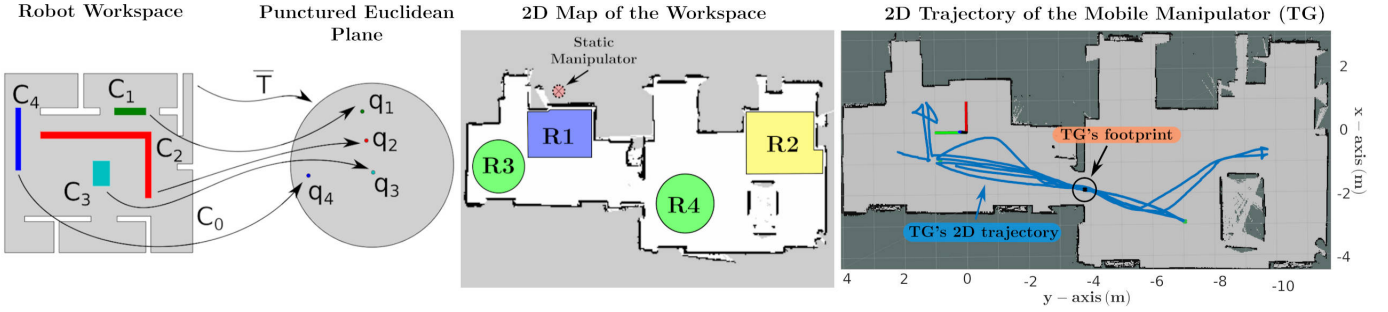 Robot Workspace
Punctured Euclidean
Plane
2D Map of the Workspace
2D Trajectory of the Mobile Manipulator (TG)
C4
C1
C2
C3
C0
T
q1
q2
q3
q4
Static
Manipulator
R1
R2
R3
R4
TG's footprint
TG's 2D trajectory
2
0
-2
-4
x − axis (m)
4 2 0 -2 -4 -6 -8 -10
y − axis (m)